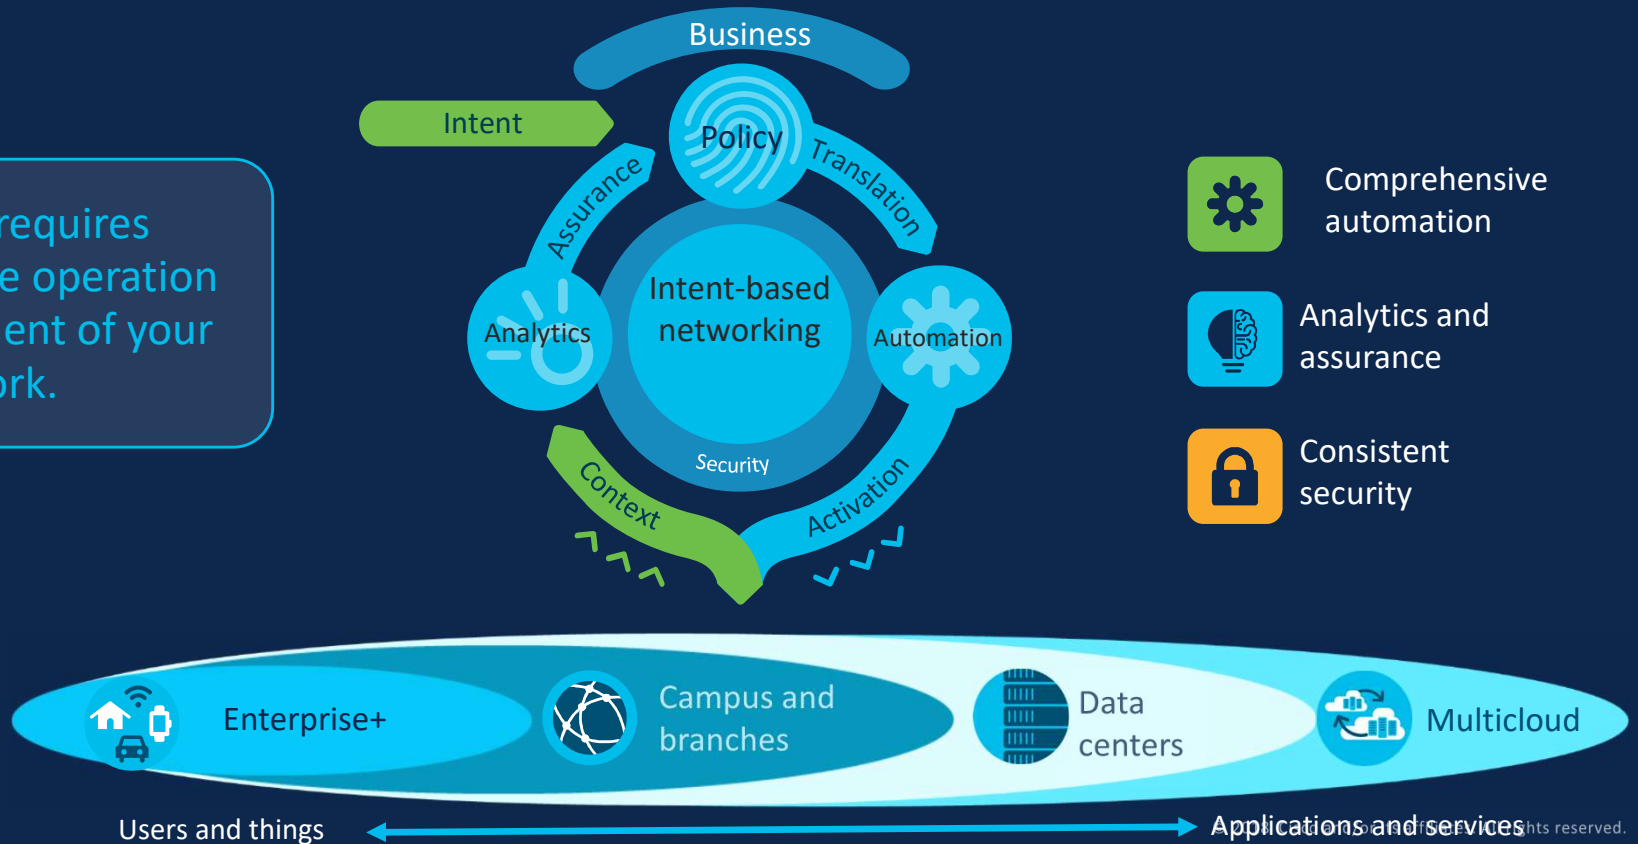 Business
Intent
Policy
Translation
Assurance
requires
e operation
ent of your
ork.
Intent-based
networking
Analytics
Automation
Security
Context
Activation
Comprehensive
automation
Analytics and
assurance
Consistent
security
Enterprise+
Campus and
branches
Data
centers
Multicloud
Users and things
Applications and services
reserved.